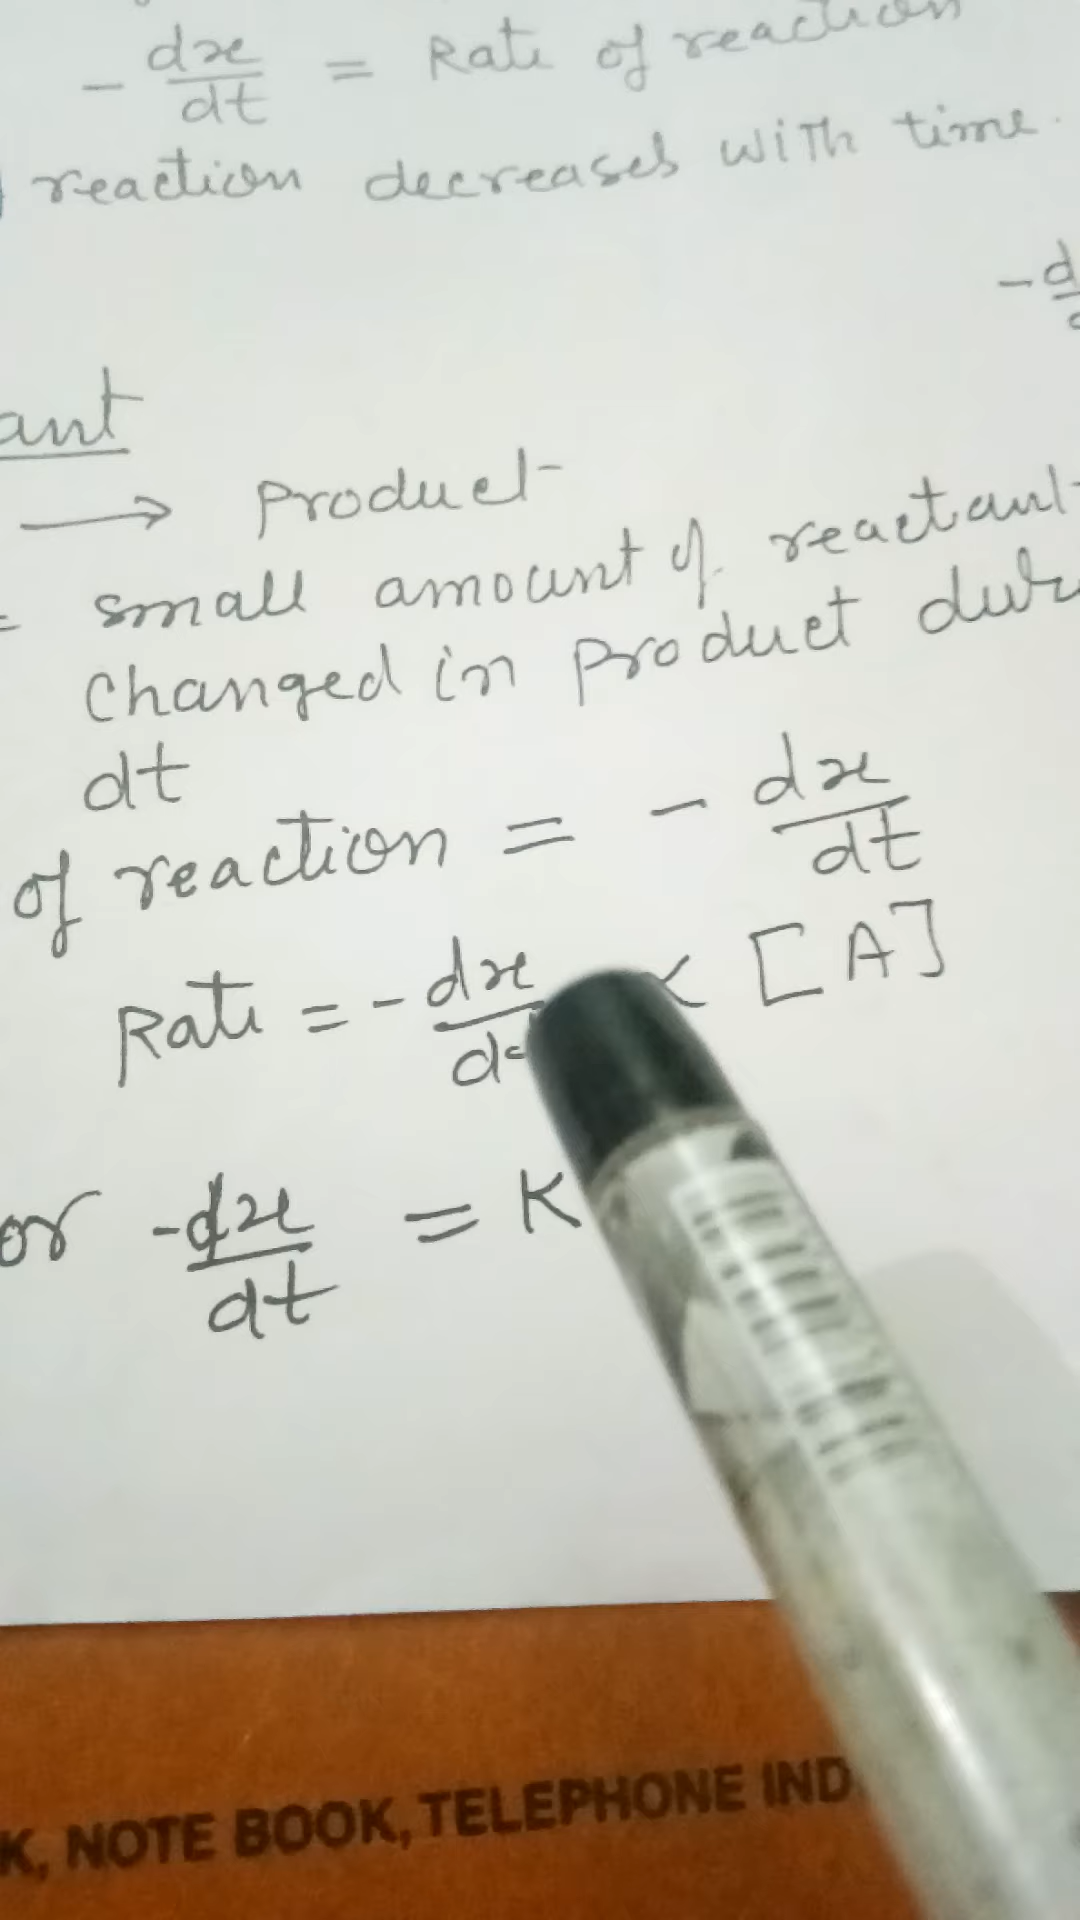 - dx/dt = Rate of reaction
reaction decreases with time.
- d
ant
→ Product
= small amount of reactant
changed in product dur
dt
of reaction = - dx/dt
Rate = - dx/d ∝ [A]
or - dx/dt = K
K, NOTE BOOK, TELEPHONE IND